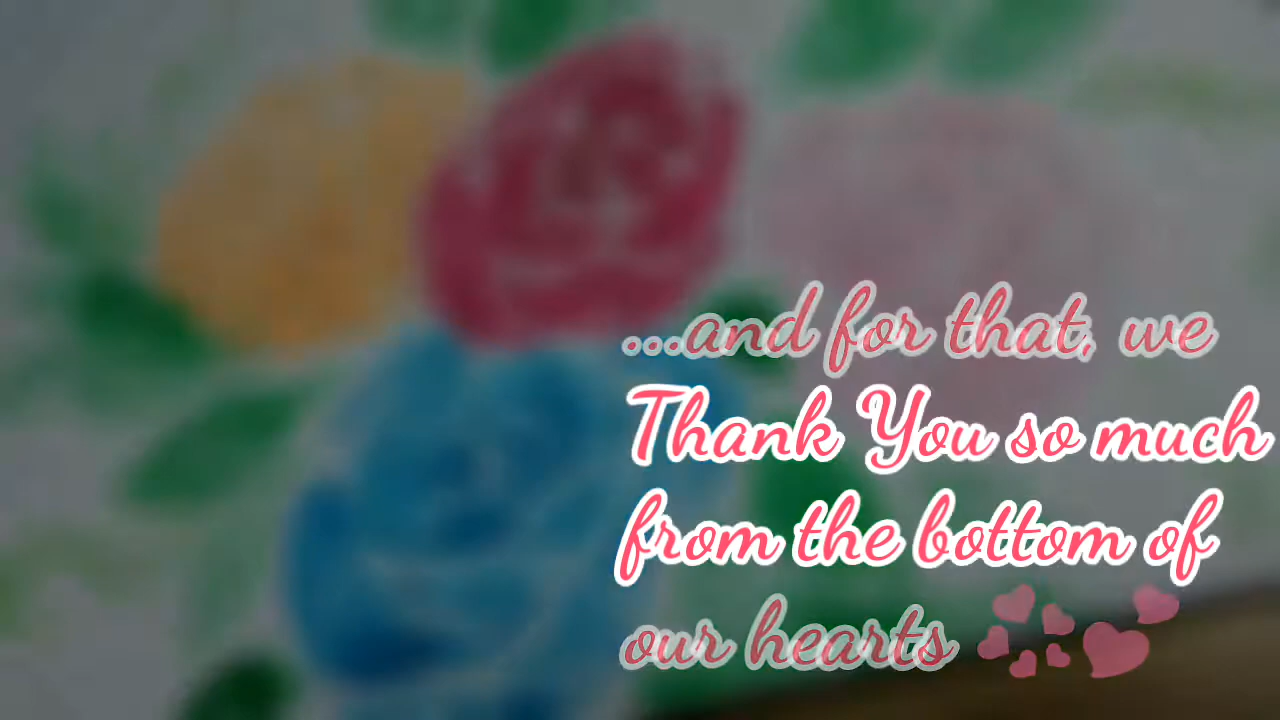 ...and for that, we
Thank You so much
from the bottom of
our hearts 💕